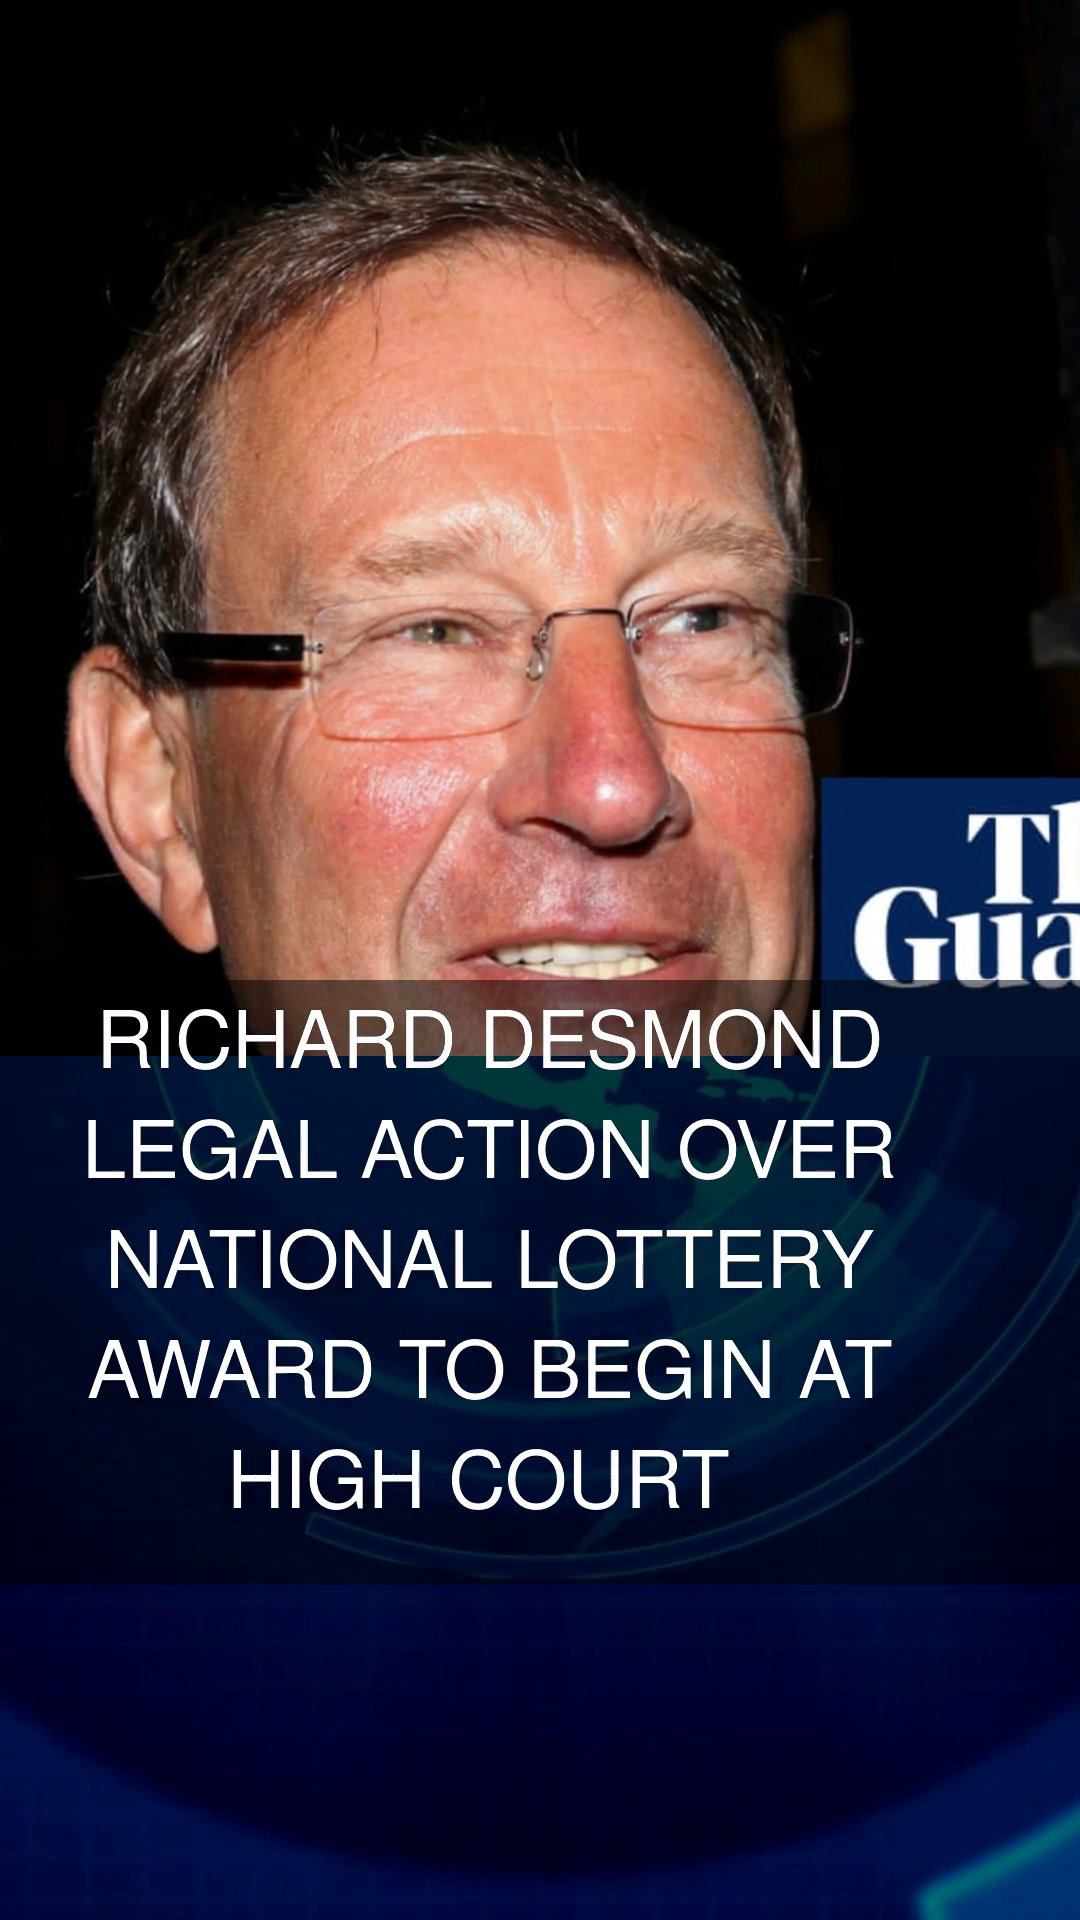 RICHARD DESMOND
LEGAL ACTION OVER
NATIONAL LOTTERY
AWARD TO BEGIN AT
HIGH COURT